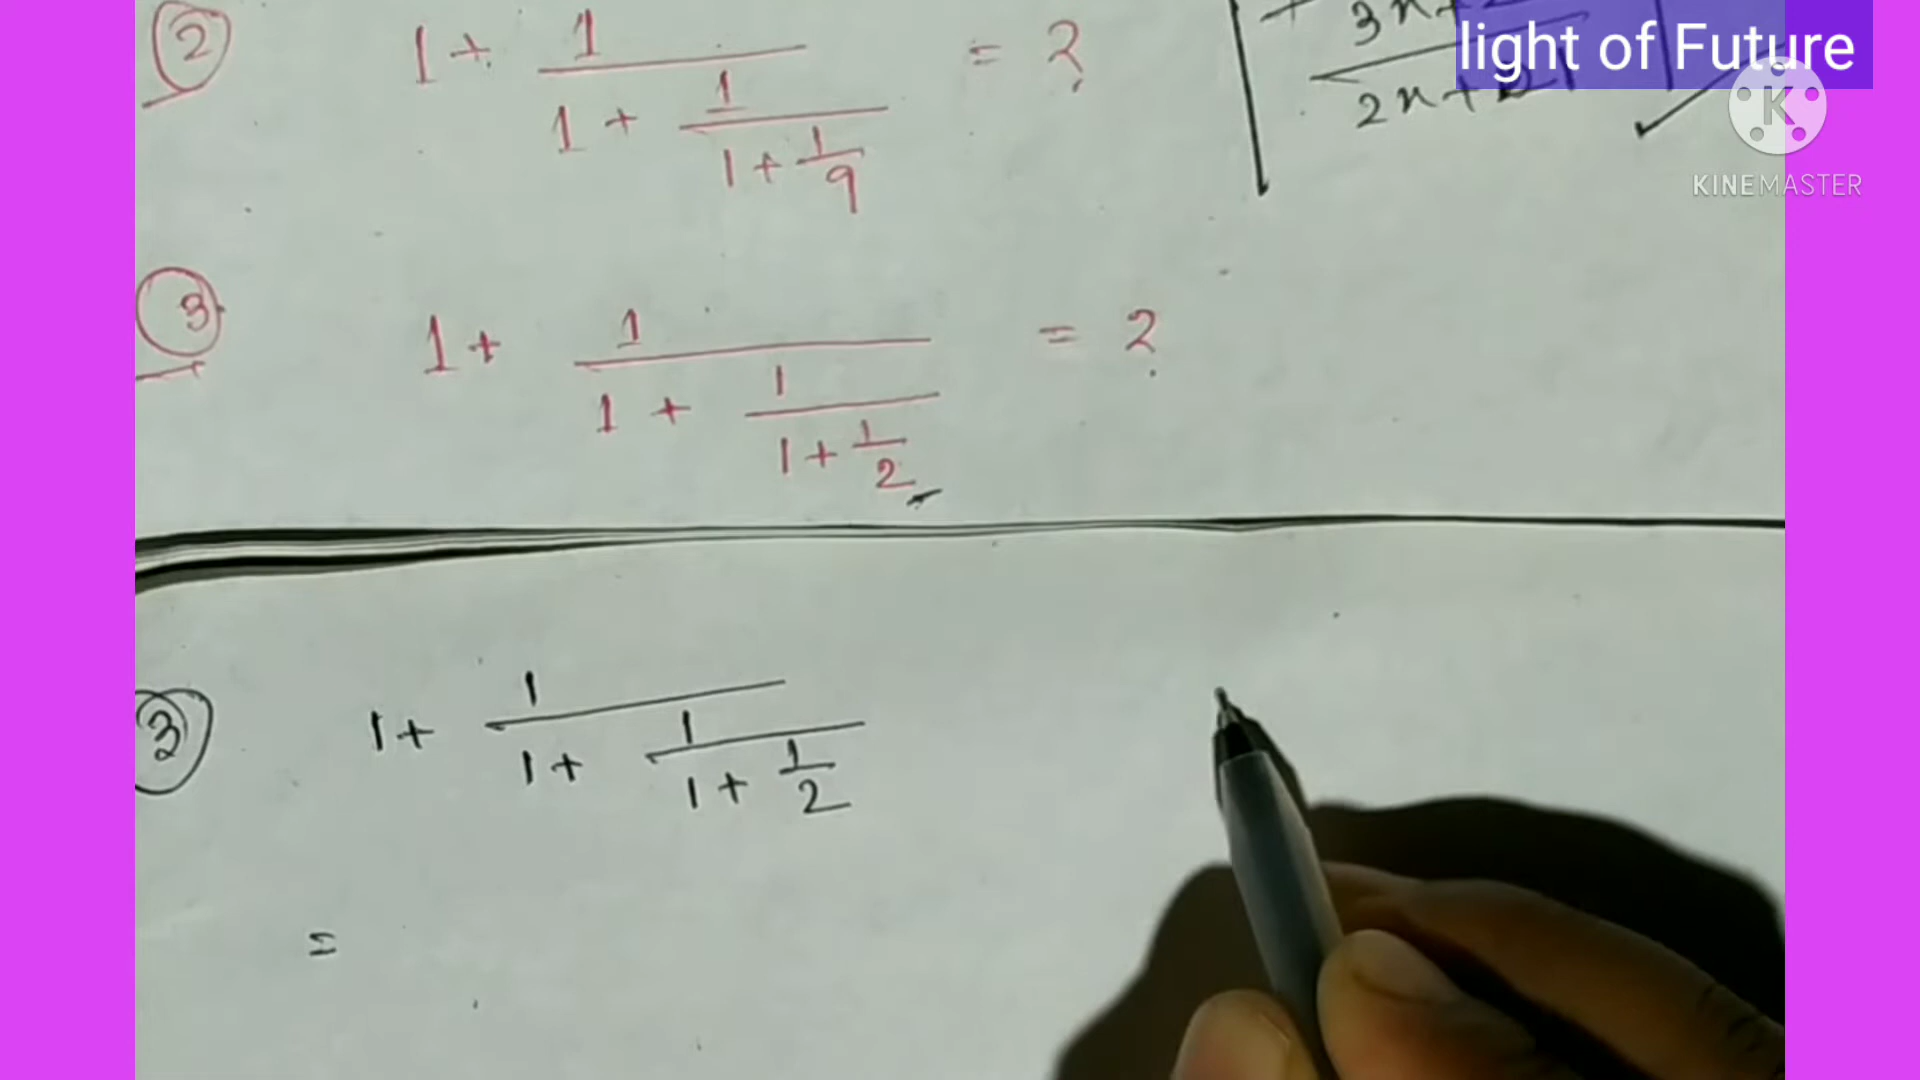 light of Future
KINEMASTER
② 1 + 1/(1 + 1/(1 + 1/9)) = ?
③ 1 + 1/(1 + 1/(1 + 1/2)) = ?
③ 1 + 1/(1 + 1/(1 + 1/2))
=